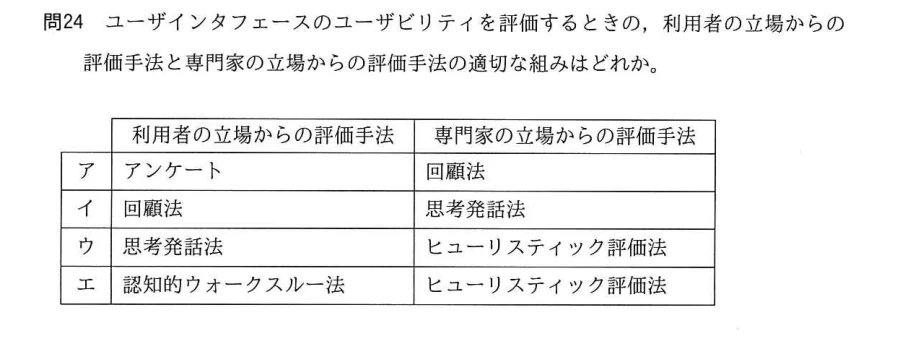 問24　ユーザインタフェースのユーザビリティを評価するときの，利用者の立場からの
評価手法と専門家の立場からの評価手法の適切な組みはどれか。
利用者の立場からの評価手法　専門家の立場からの評価手法
ア　アンケート　回顧法
イ　回顧法　思考発話法
ウ　思考発話法　ヒューリスティック評価法
エ　認知的ウォークスルー法　ヒューリスティック評価法